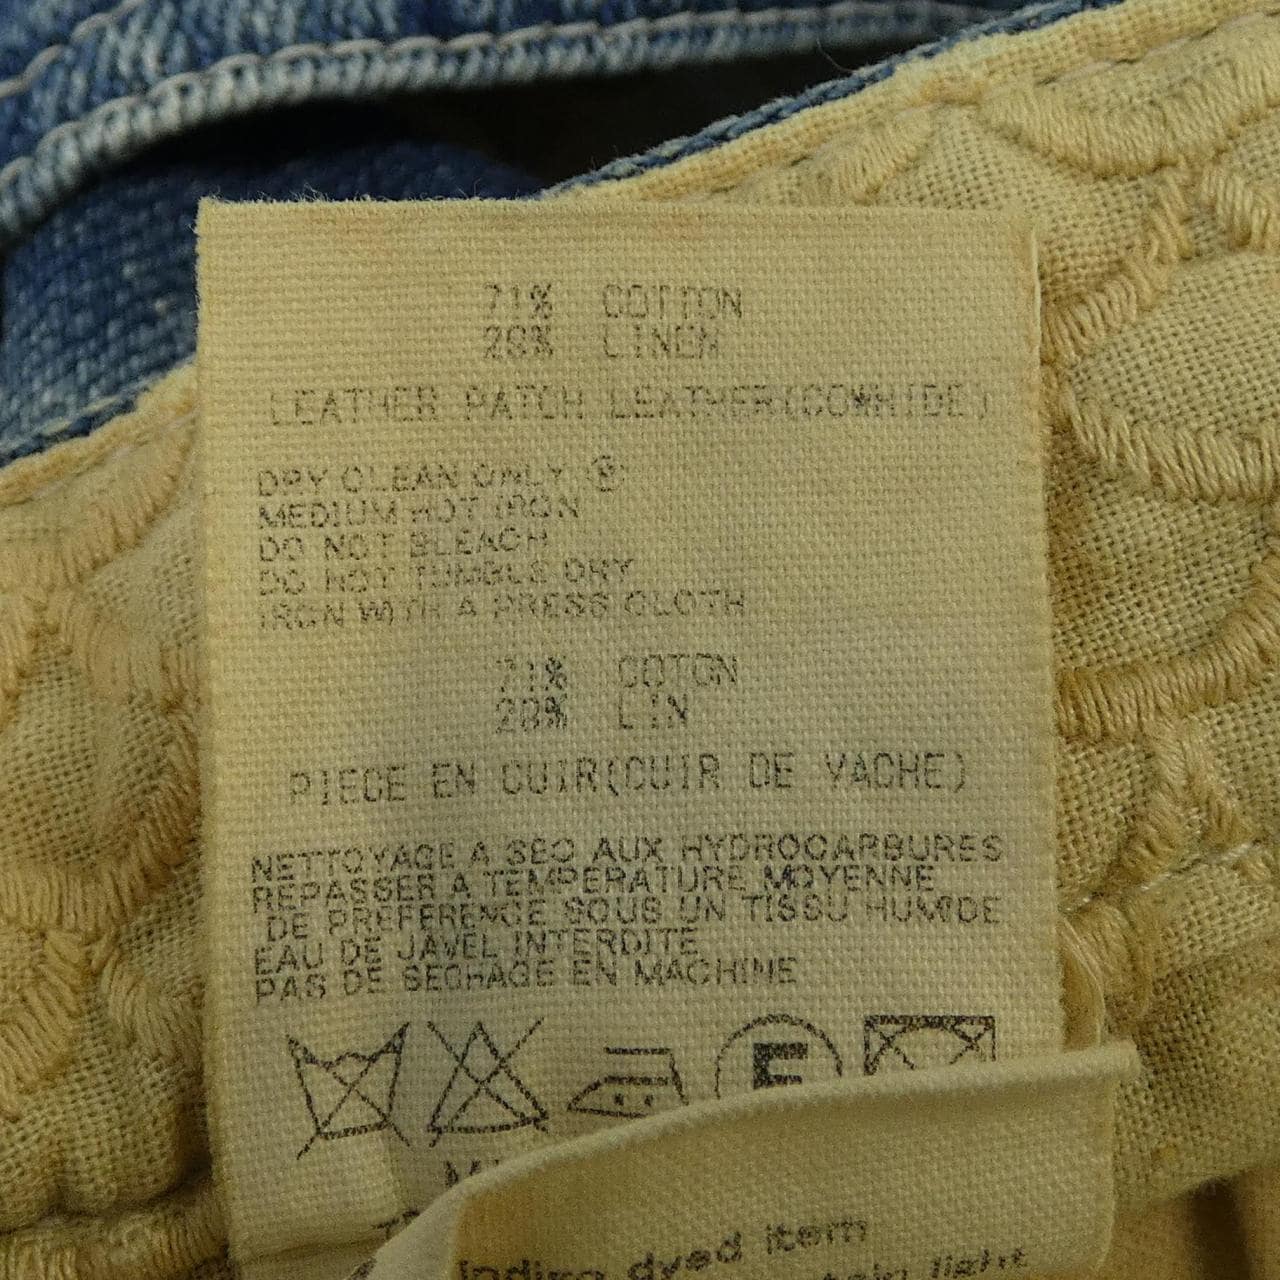 71% COTTON
LINEN
LEATHER PATCH LEATHER(COWHIDE)
DRY CLEAN ONLY Ⓟ
MEDIUM HOT IRON
DO NOT BLEACH
DO NOT TUMBLE DRY
IRON WITH A PRESS CLOTH
71% COTON
LIN
PIECE EN CUIR(CUIR DE VACHE)
NETTOYAGE A SEC AUX HYDROCARBURES
REPASSER A TEMPERATURE MOYENNE
DE PREFERENCE SOUS UN TISSU HUMIDE
EAU DE JAVEL INTERDITE
PAS DE SECHAGE EN MACHINE
F
Indigo dyed item
light